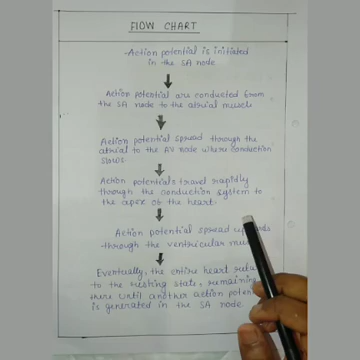 FLOW CHART
Action potential is initiated
in the SA node
Action potential are conducted from
the SA node to the atrial muscle
Action potential spread through the
atrial to the AV node where conduction
slows.
Action potentials travel rapidly
through the conduction system to
the apex of the heart.
Action potential spread upwards
through the ventricular
Eventually, the entire heart
to the resting state, remaining
there until another action
is generated in the SA node